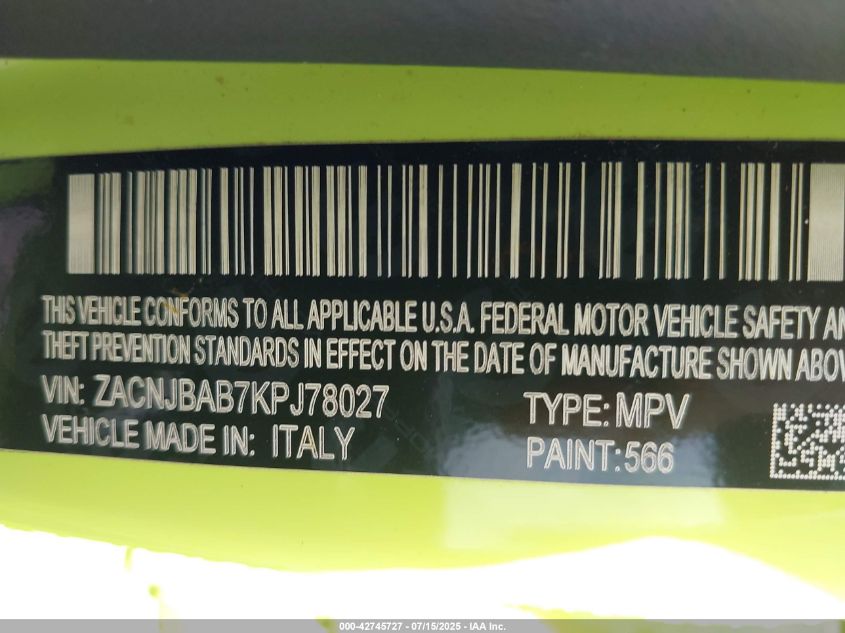 THIS VEHICLE CONFORMS TO ALL APPLICABLE U.S.A. FEDERAL MOTOR VEHICLE SAFETY
THEFT PREVENTION STANDARDS IN EFFECT ON THE DATE OF MANUFACTURE SHOWN
VIN: ZACNJBAB7KPJ78027
TYPE: MPV
VEHICLE MADE IN: ITALY
PAINT: 566
000-42745727 - 07/15/2025 - IAA Inc.